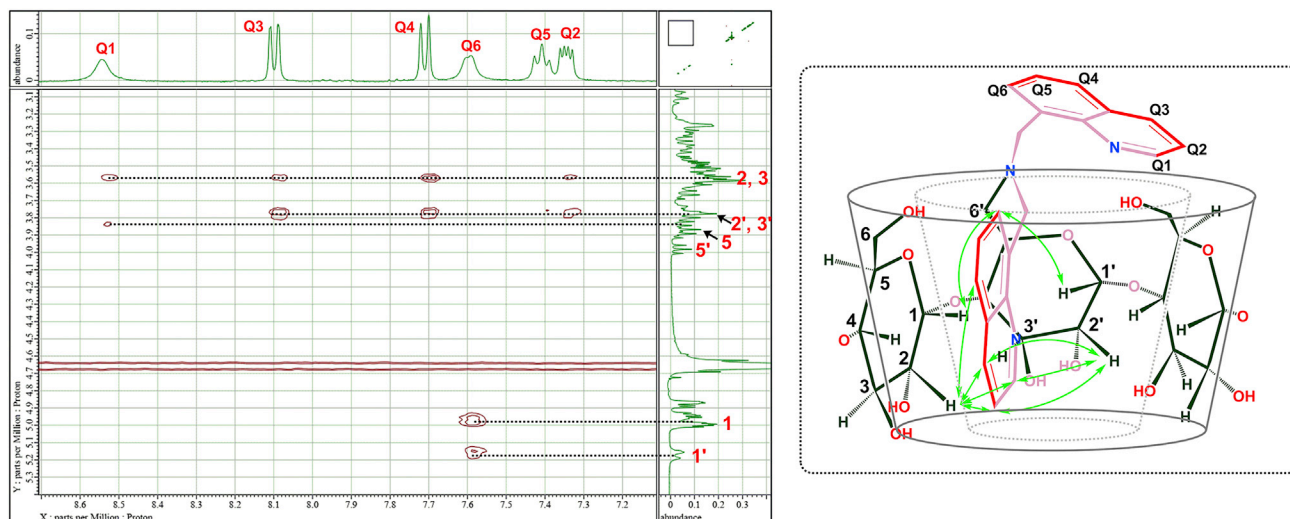 abundance
0 0.1
Q1
Q3
Q4
Q6
Q5
Q2
Y : parts per Million : Proton
3.1
3.2
3.3
3.4
3.5
3.6
3.7
3.8
3.9
4.0
4.1
4.2
4.3
4.4
4.5
4.6
4.7
4.8
4.9
5.0
5.1
5.2
5.3
2, 3
2', 3'
5
5'
1
1'
8.6 8.5 8.4 8.3 8.2 8.1 8.0 7.9 7.8 7.7 7.6 7.5 7.4 7.3 7.2
X : parts per Million : Proton
0 0.1 0.2 0.3
abundance
Q6 Q5 Q4
Q3
N Q2
Q1
N
6'
OH
HO H
6
O O O
H 5 1' O
H
O
1 H
4 3' H O
O H N 2'
2 H H
HO
3 OH
H
H HO
HO H
OH
OH H